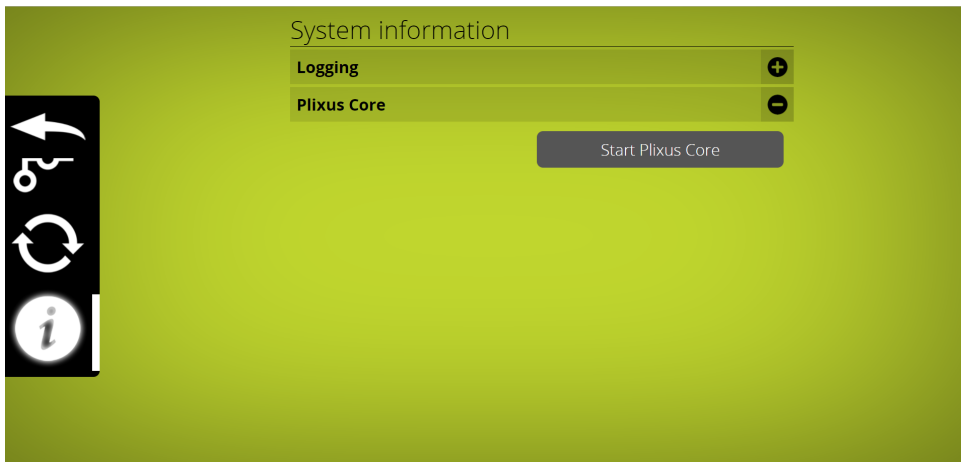 System information
Logging
Plixus Core
Start Plixus Core